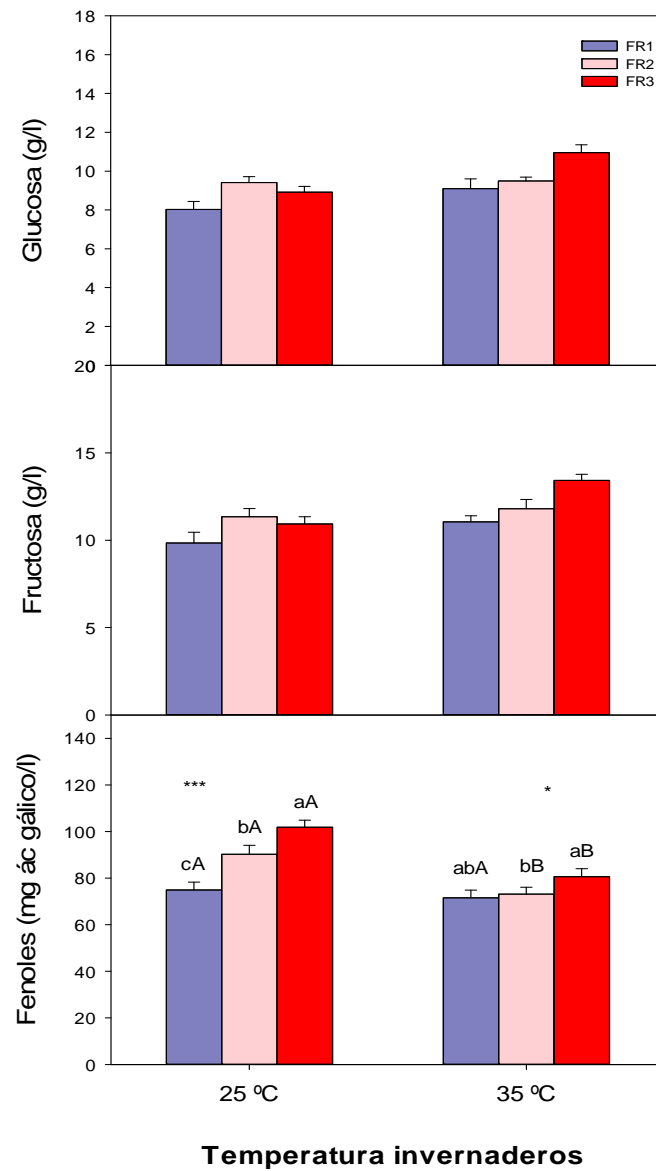 18
16
14
12
10
8
6
4
2
20
Glucosa (g/l)
FR1
FR2
FR3
15
10
5
0
Fructosa (g/l)
140
120
100
80
60
40
20
0
Fenoles (mg ác gálico/l)
***
*
cA
bA
aA
abA
bB
aB
25 ºC
35 ºC
Temperatura invernaderos